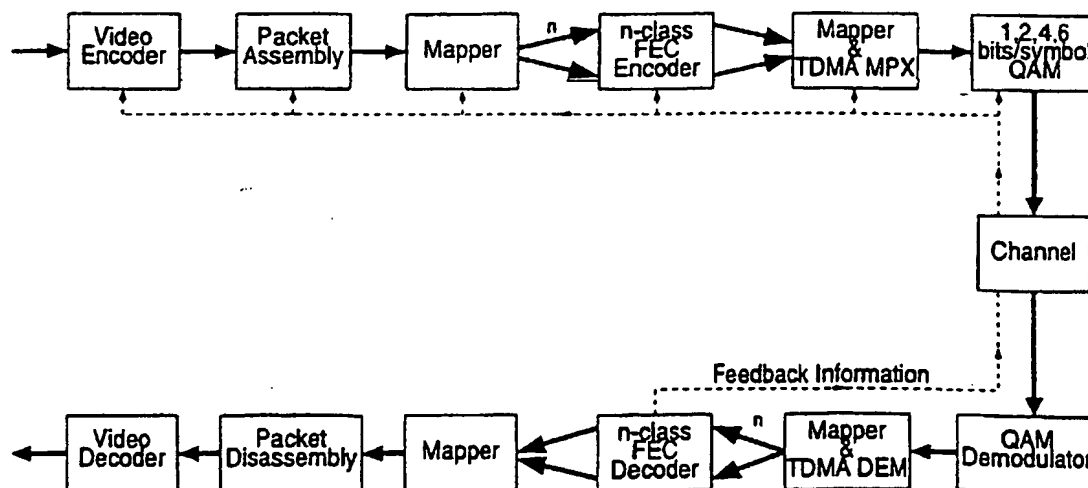 Video
Encoder
Packet
Assembly
Mapper
n
n-class
FEC
Encoder
Mapper
&
TDMA MPX
1,2,4,6
bits/symbol
QAM
Channel
Feedback Information
Video
Decoder
Packet
Disassembly
Mapper
n-class
FEC
Decoder
n
Mapper
&
TDMA DEM
QAM
Demodulator